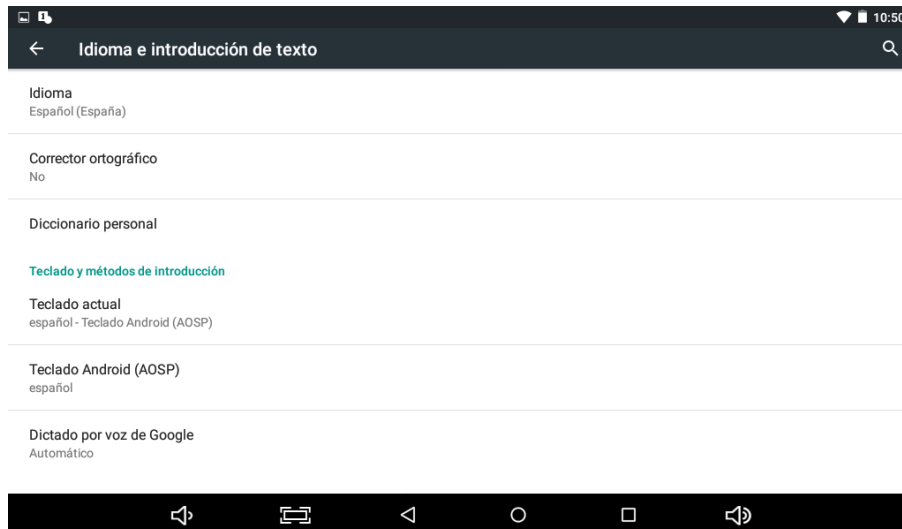 10:50
Idioma e introducción de texto
Idioma
Español (España)
Corrector ortográfico
No
Diccionario personal
Teclado y métodos de introducción
Teclado actual
español - Teclado Android (AOSP)
Teclado Android (AOSP)
español
Dictado por voz de Google
Automático